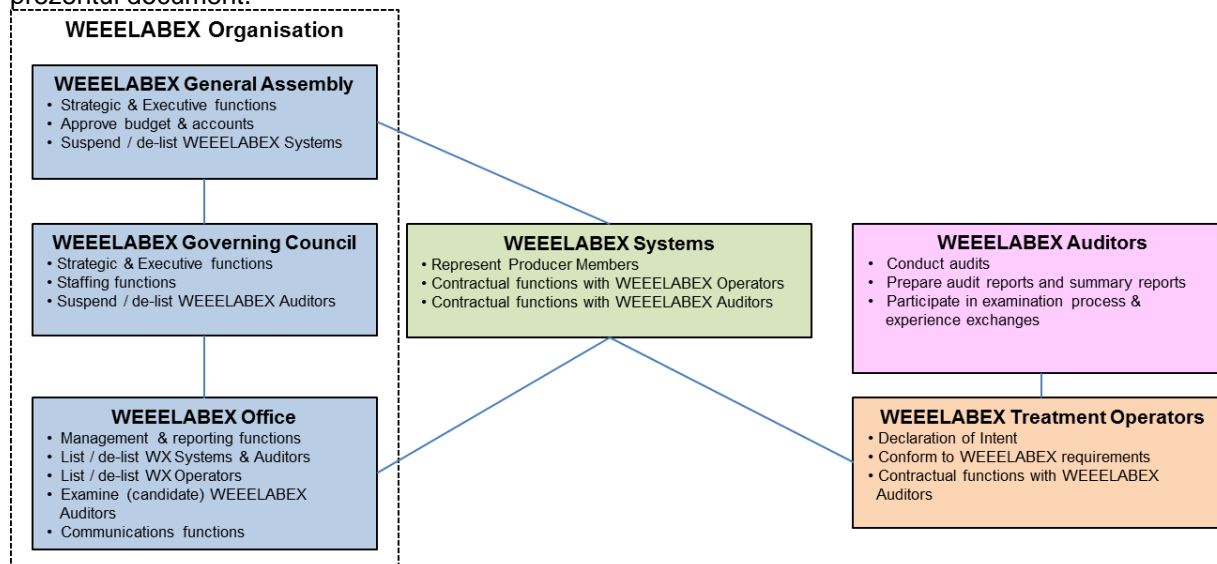 prezentul document.
WEEELABEX Organisation
WEEELABEX General Assembly
• Strategic & Executive functions
• Approve budget & accounts
• Suspend / de-list WEEELABEX Systems
WEEELABEX Governing Council
• Strategic & Executive functions
• Staffing functions
• Suspend / de-list WEEELABEX Auditors
WEEELABEX Systems
• Represent Producer Members
• Contractual functions with WEEELABEX Operators
• Contractual functions with WEEELABEX Auditors
WEEELABEX Auditors
• Conduct audits
• Prepare audit reports and summary reports
• Participate in examination process &
experience exchanges
WEEELABEX Office
• Management & reporting functions
• List / de-list WX Systems & Auditors
• List / de-list WX Operators
• Examine (candidate) WEEELABEX
Auditors
• Communications functions
WEEELABEX Treatment Operators
• Declaration of Intent
• Conform to WEEELABEX requirements
• Contractual functions with WEEELABEX
Auditors